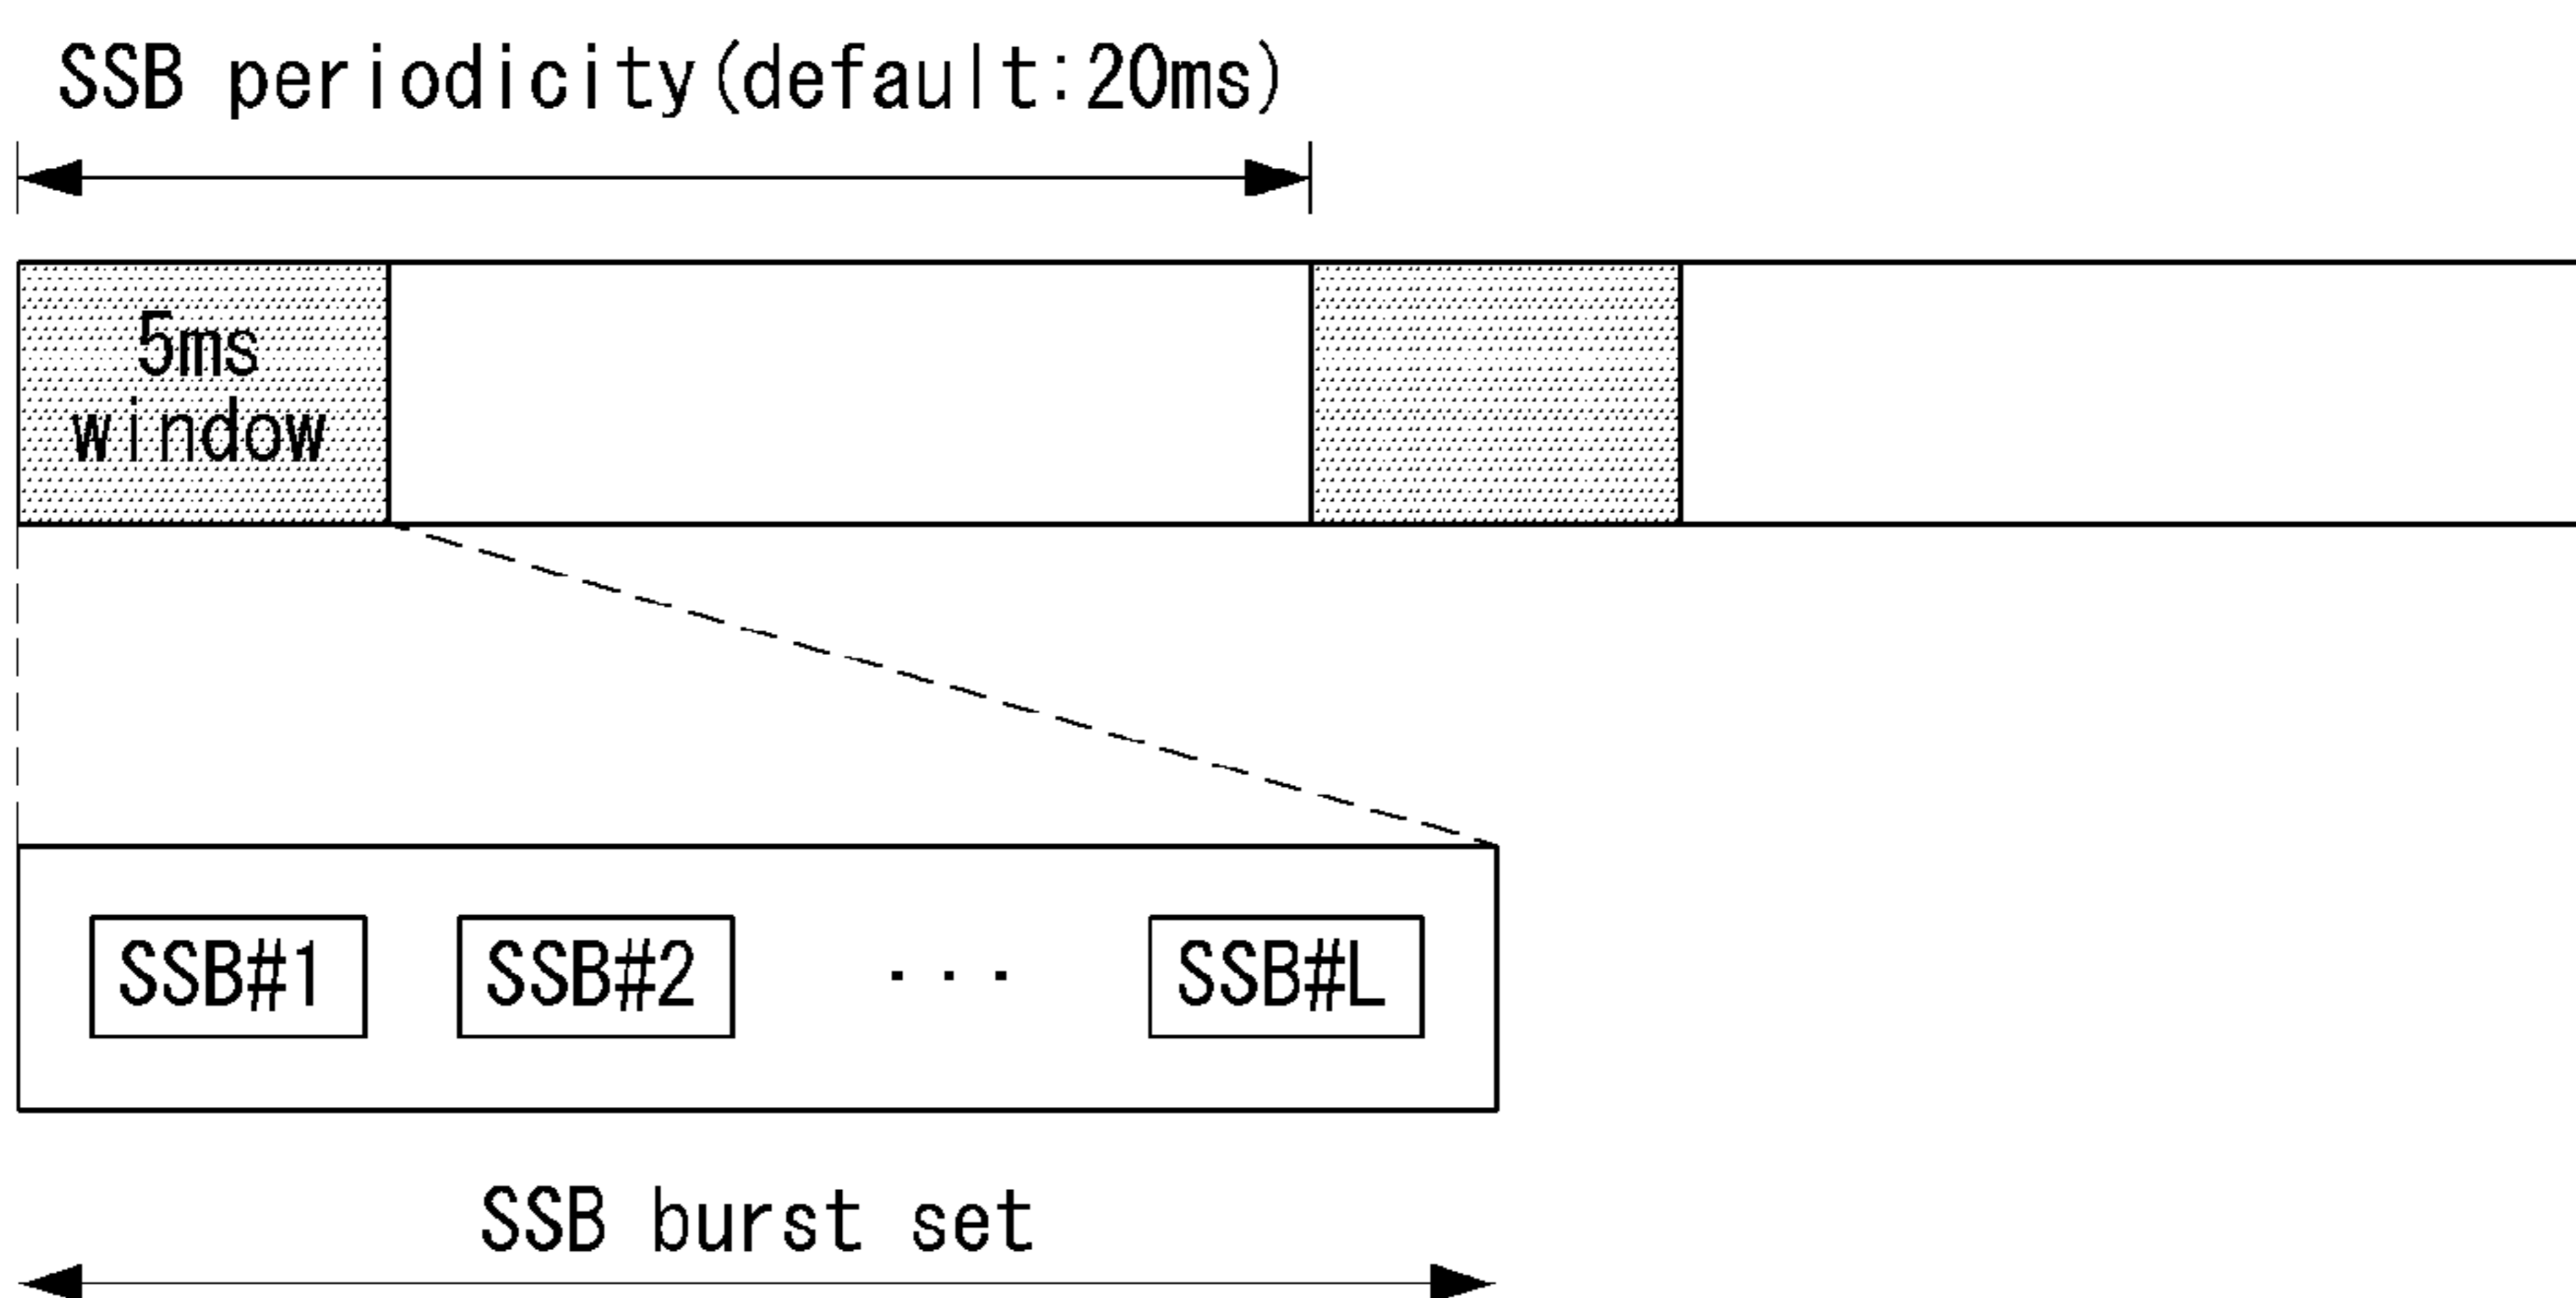 SSB periodicity(default:20ms)
5ms
window
SSB#1 SSB#2 ... SSB#L
SSB burst set